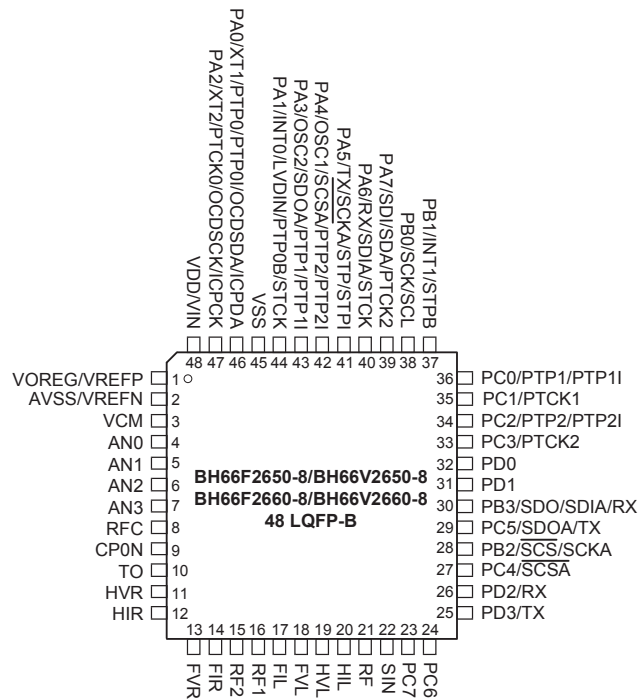 VDD/VIN
PA2/XT2/PTCK0/OCDSCK/ICPCK
PA0/XT1/PTP0/PTP0I/OCDSDA/ICPDA
VSS
PA1/INT0/LVDIN/PTP0B/STCK
PA3/OSC2/SDOA/PTP1/PTP1I
PA4/OSC1/SCSA/PTP2/PTP2I
PA5/TX/SCKA/STP/STPI
PA6/RX/SDIA/STCK
PA7/SDI/SDA/PTCK2
PB0/SCK/SCL
PB1/INT1/STPB
48 47 46 45 44 43 42 41 40 39 38 37
VOREG/VREFP 1
AVSS/VREFN 2
VCM 3
AN0 4
AN1 5
AN2 6
AN3 7
RFC 8
CP0N 9
TO 10
HVR 11
HIR 12
BH66F2650-8/BH66V2650-8
BH66F2660-8/BH66V2660-8
48 LQFP-B
36 PC0/PTP1/PTP1I
35 PC1/PTCK1
34 PC2/PTP2/PTP2I
33 PC3/PTCK2
32 PD0
31 PD1
30 PB3/SDO/SDIA/RX
29 PC5/SDOA/TX
28 PB2/SCS/SCKA
27 PC4/SCSA
26 PD2/RX
25 PD3/TX
13 14 15 16 17 18 19 20 21 22 23 24
FVR
FIR
RF2
RF1
FIL
FVL
HVL
HIL
RF
SIN
PC7
PC6